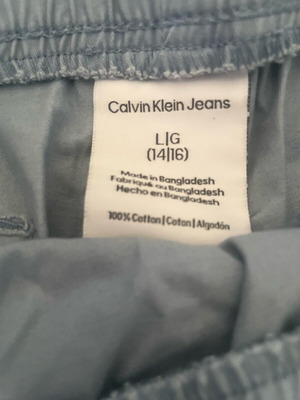 Calvin Klein Jeans
L|G
(14|16)
Made in Bangladesh
Fabriqué au Bangladesh
Hecho en Bangladesh
100% Cotton|Coton|Algodón